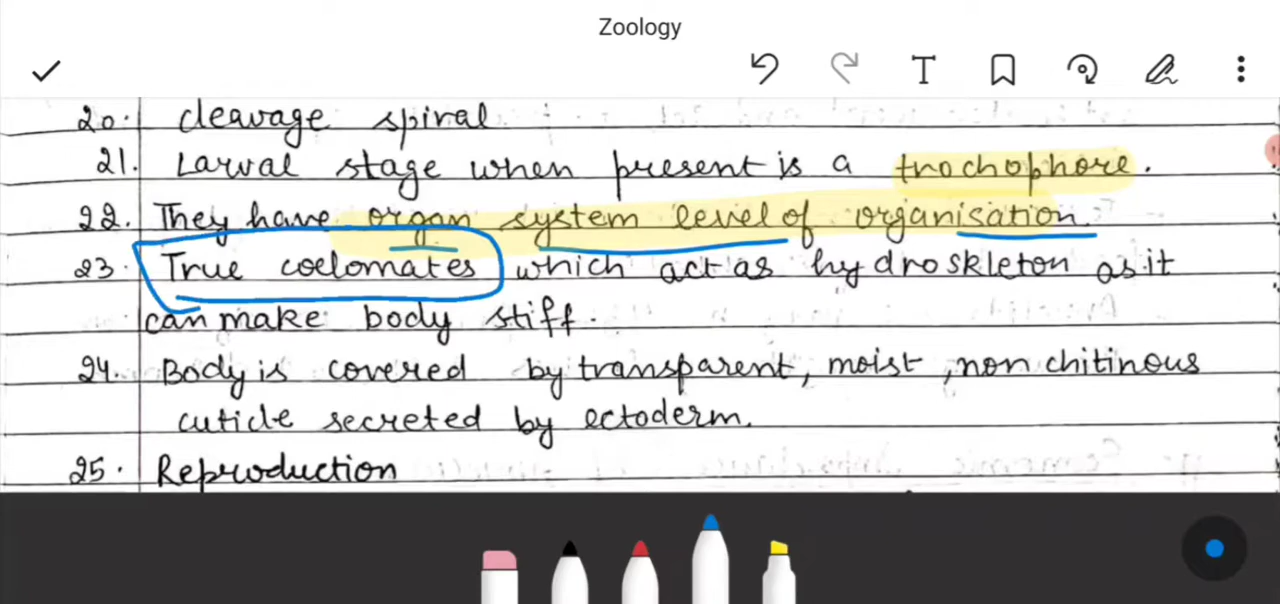 Zoology
20. cleavage spiral
21. Larval stage when present is a trochophore.
22. They have organ system level of organisation
23. True coelomates which act as hydroskleton as it
can make body stiff.
24. Body is covered by transparent, moist, non chitinous
cuticle secreted by ectoderm.
25. Reproduction